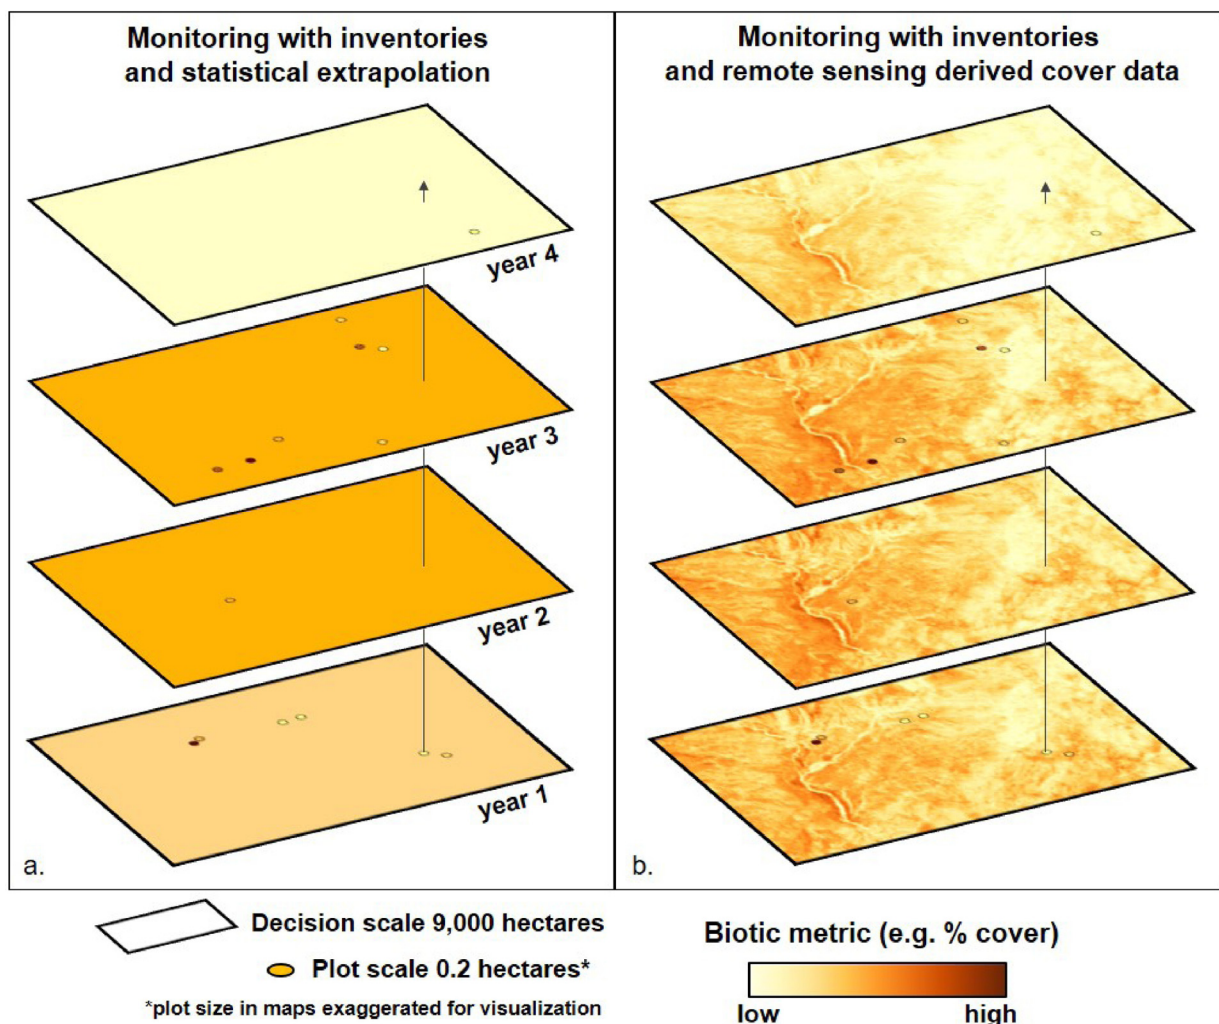 Monitoring with inventories
and statistical extrapolation
year 4
year 3
year 2
year 1
a.
Monitoring with inventories
and remote sensing derived cover data
b.
Decision scale 9,000 hectares
Plot scale 0.2 hectares*
*plot size in maps exaggerated for visualization
Biotic metric (e.g. % cover)
low high